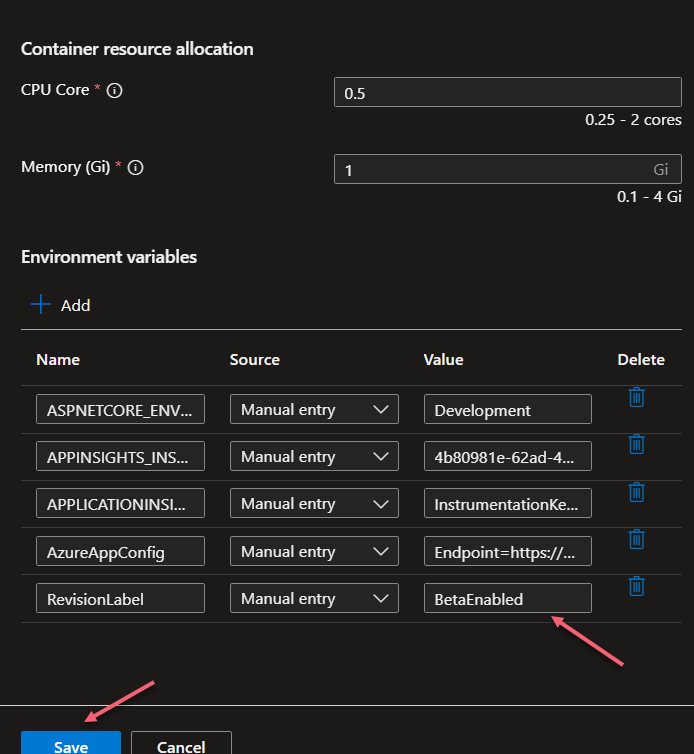 Container resource allocation
CPU Core *
0.5
0.25 - 2 cores
Memory (Gi) *
1 Gi
0.1 - 4 Gi
Environment variables
Add
Name Source Value Delete
ASPNETCORE_ENV... Manual entry Development
APPINSIGHTS_INS... Manual entry 4b80981e-62ad-4...
APPLICATIONINSI... Manual entry InstrumentationKe...
AzureAppConfig Manual entry Endpoint=https://...
RevisionLabel Manual entry BetaEnabled
Save Cancel